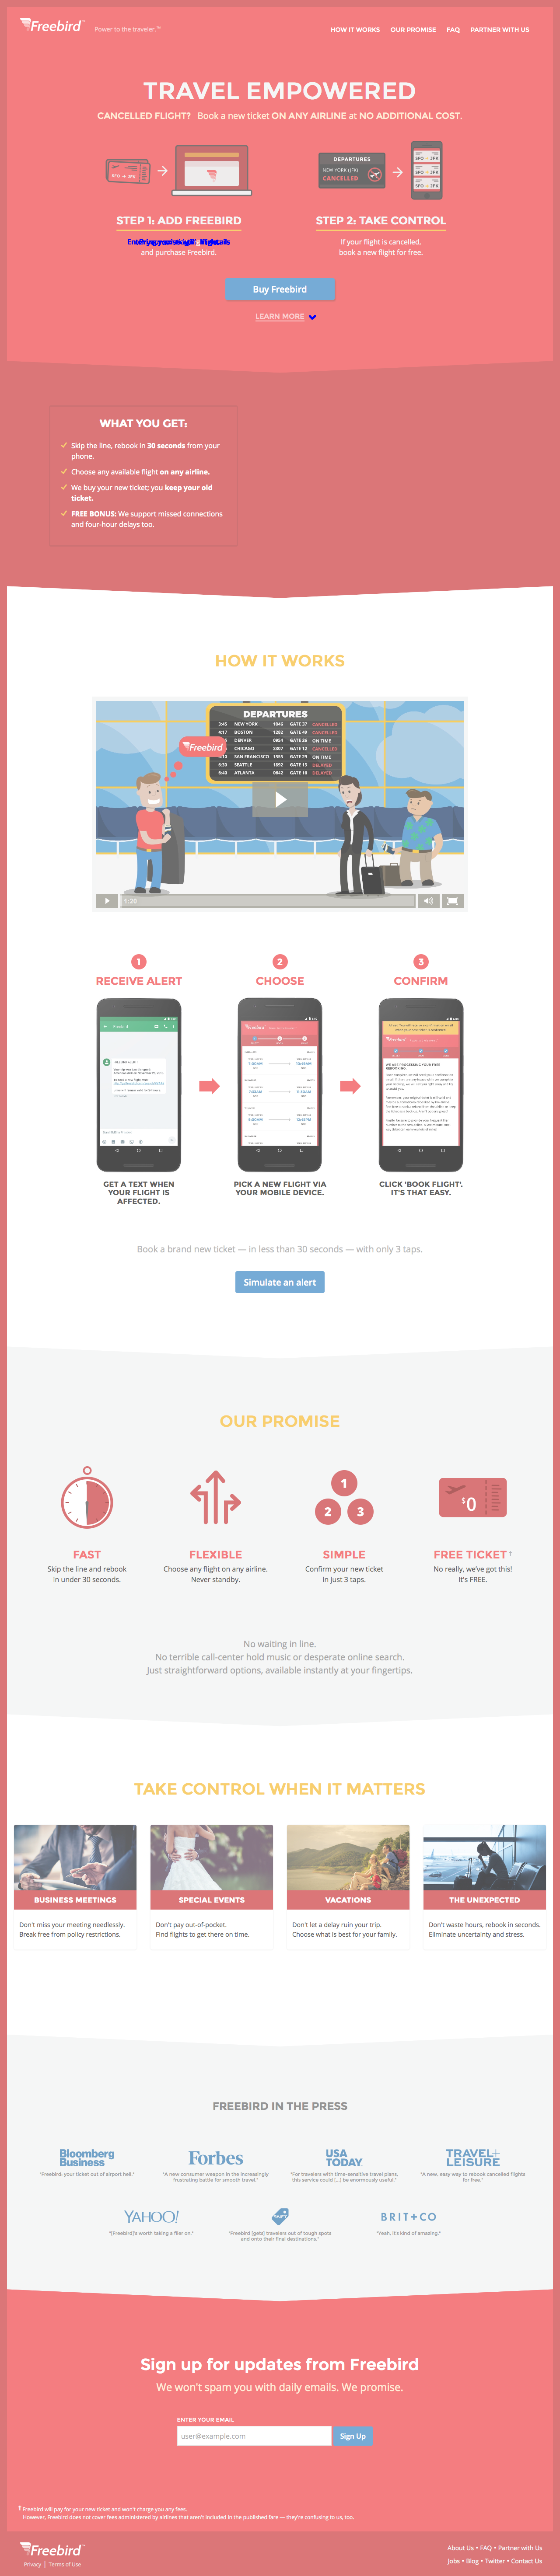 Freebird™
Power to the traveler.™
HOW IT WORKS
OUR PROMISE
FAQ
PARTNER WITH US
TRAVEL EMPOWERED
CANCELLED FLIGHT? Book a new ticket ON ANY AIRLINE at NO ADDITIONAL COST.
DEPARTURES
NEW YORK (JFK)
CANCELLED
STEP 1: ADD FREEBIRD
and purchase Freebird.
STEP 2: TAKE CONTROL
If your flight is cancelled,
book a new flight for free.
Buy Freebird
LEARN MORE
WHAT YOU GET:
Skip the line, rebook in 30 seconds from your
phone.
Choose any available flight on any airline.
We buy your new ticket; you keep your old
ticket.
FREE BONUS: We support missed connections
and four-hour delays too.
HOW IT WORKS
DEPARTURES
3:45 NEW YORK 1046 GATE 37 CANCELLED
4:17 BOSTON 1282 GATE 49 CANCELLED
DENVER 0054 GATE 26 ON TIME
CHICAGO 2307 GATE 12 CANCELLED
SAN FRANCISCO 1555 GATE 29 ON TIME
6:30 SEATTLE 1892 GATE 13 DELAYED
6:40 ATLANTA 0642 GATE 16 DELAYED
Freebird
1:20
1
RECEIVE ALERT
2
CHOOSE
3
CONFIRM
Freebird
FREEBIRD ALERT
Freebird
WE ARE PROCESSING YOUR FREE
REBOOKING.
GET A TEXT WHEN
YOUR FLIGHT IS
AFFECTED.
PICK A NEW FLIGHT VIA
YOUR MOBILE DEVICE.
CLICK 'BOOK FLIGHT'.
IT'S THAT EASY.
Book a brand new ticket — in less than 30 seconds — with only 3 taps.
Simulate an alert
OUR PROMISE
1
2 3
$0
FAST
Skip the line and rebook
in under 30 seconds.
FLEXIBLE
Choose any flight on any airline.
Never standby.
SIMPLE
Confirm your new ticket
in just 3 taps.
FREE TICKET †
No really, we've got this!
It's FREE.
No waiting in line.
No terrible call-center hold music or desperate online search.
Just straightforward options, available instantly at your fingertips.
TAKE CONTROL WHEN IT MATTERS
BUSINESS MEETINGS
Don't miss your meeting needlessly.
Break free from policy restrictions.
SPECIAL EVENTS
Don't pay out-of-pocket.
Find flights to get there on time.
VACATIONS
Don't let a delay ruin your trip.
Choose what is best for your family.
THE UNEXPECTED
Don't waste hours, rebook in seconds.
Eliminate uncertainty and stress.
FREEBIRD IN THE PRESS
Bloomberg
Business
"Freebird: your ticket out of airport hell."
Forbes
"A new consumer weapon in the increasingly
frustrating battle for smooth travel."
USA
TODAY
"For travelers with time-sensitive travel plans,
this service could [...] be enormously useful."
TRAVEL+
LEISURE
"A new, easy way to rebook cancelled flights
for free."
YAHOO!
"[Freebird]'s worth taking a flier on."
"Freebird [gets] travelers out of tough spots
and onto their final destinations."
BRIT+CO
"Yeah, it's kind of amazing."
Sign up for updates from Freebird
We won't spam you with daily emails. We promise.
ENTER YOUR EMAIL
user@example.com
Sign Up
† Freebird will pay for your new ticket and won't charge you any fees.
However, Freebird does not cover fees administered by airlines that aren't included in the published fare — they're confusing to us, too.
Freebird™
Privacy | Terms of Use
About Us • FAQ • Partner with Us
Jobs • Blog • Twitter • Contact Us